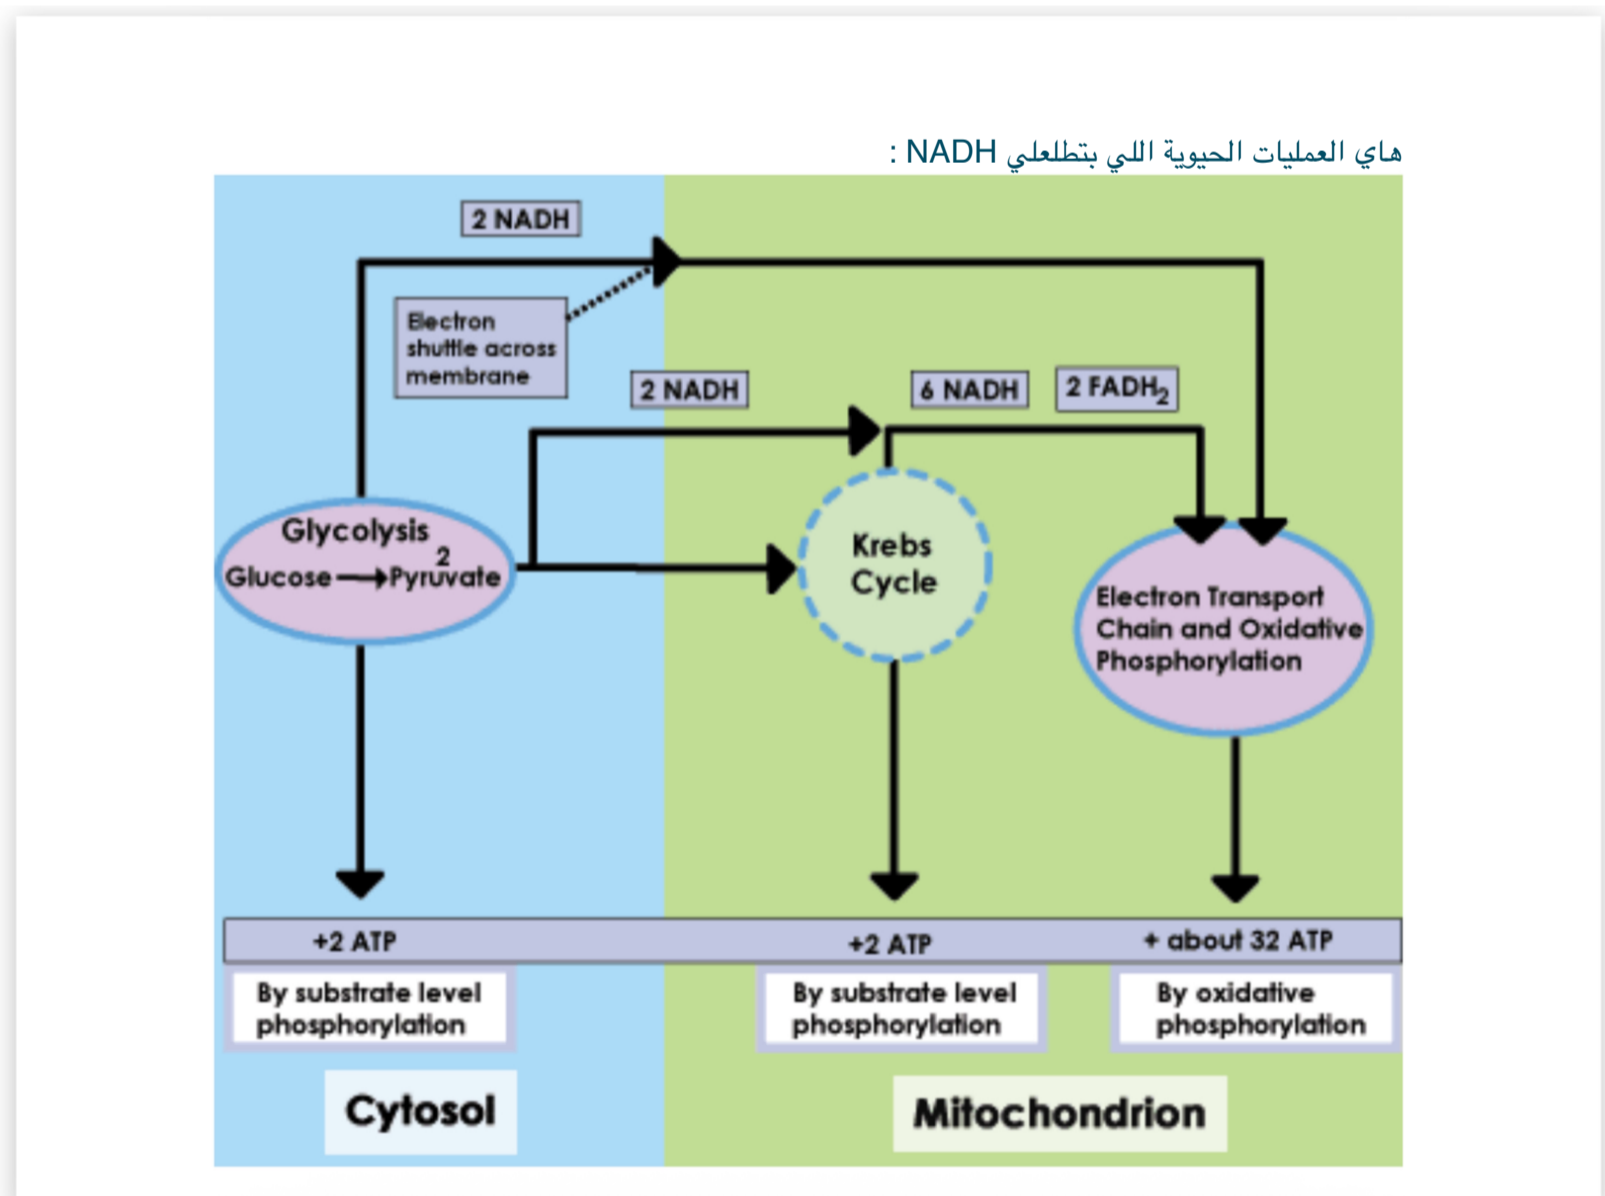 هاي العمليات الحيوية اللي بتطلعلي NADH :
2 NADH
Electron
shuttle across
membrane
2 NADH
6 NADH
2 FADH₂
Glycolysis
2
Glucose → Pyruvate
Krebs
Cycle
Electron Transport
Chain and Oxidative
Phosphorylation
+2 ATP
+2 ATP
+ about 32 ATP
By substrate level
phosphorylation
By substrate level
phosphorylation
By oxidative
phosphorylation
Cytosol
Mitochondrion